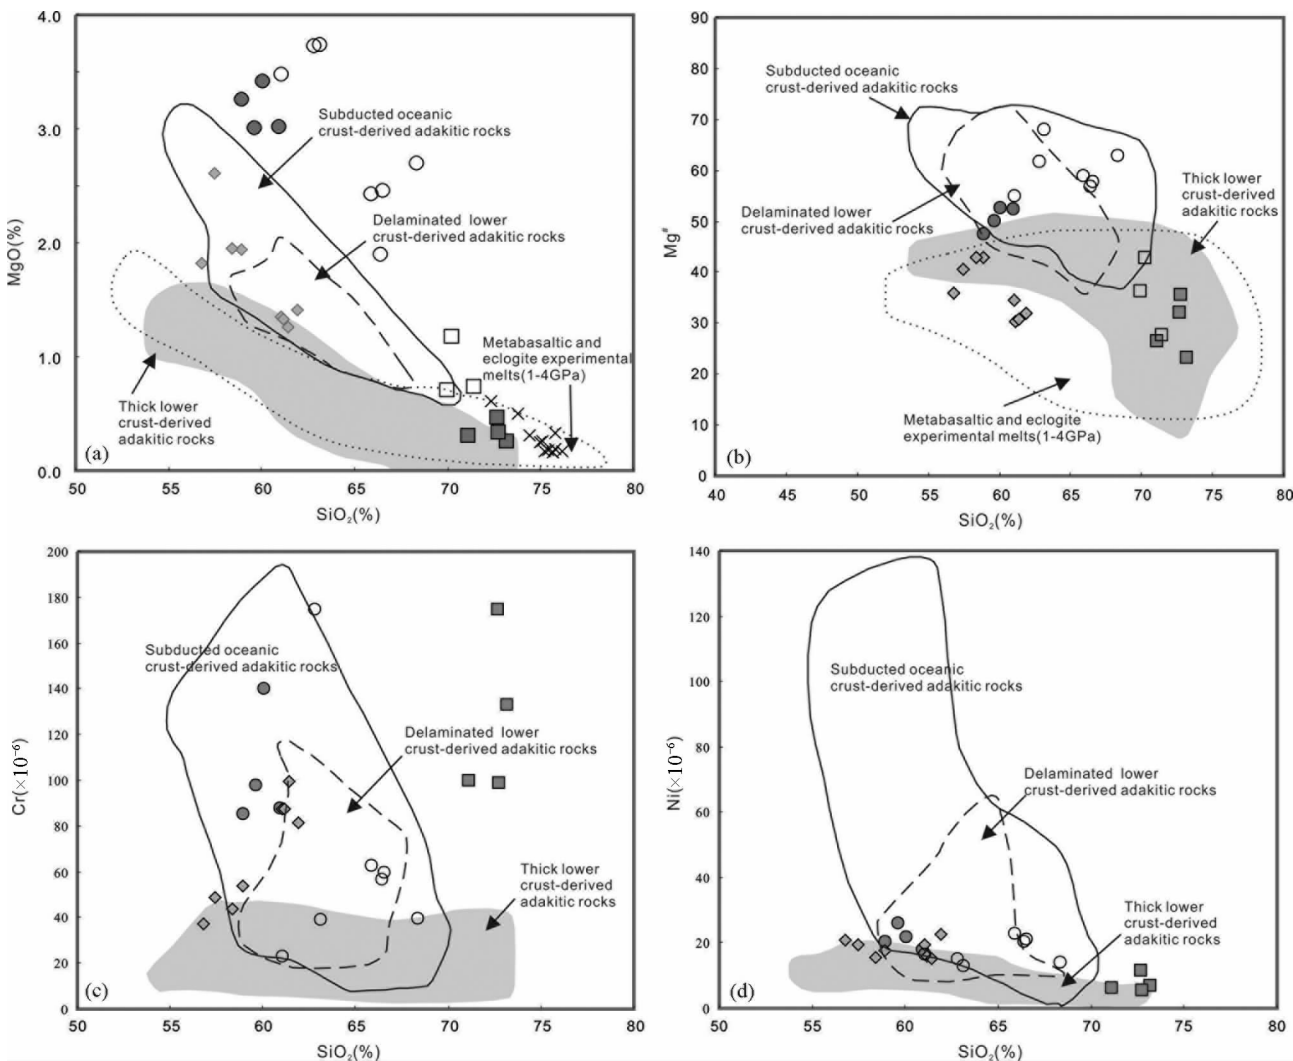 4.0
3.0
2.0
1.0
0.0
MgO(%)
Subducted oceanic
crust-derived adakitic rocks
Delaminated lower
crust-derived adakitic rocks
Metabasaltic and
eclogite experimental
melts(1-4GPa)
Thick lower
crust-derived
adakitic rocks
(a)
50
55
60
65
70
75
80
SiO₂(%)
90
80
70
60
50
40
30
20
10
0
Mg#
Subducted oceanic
crust-derived adakitic rocks
Thick lower
crust-derived
adakitic rocks
Delaminated lower
crust-derived adakitic rocks
Metabasaltic and eclogite
experimental melts(1-4GPa)
(b)
40
45
50
55
60
65
70
75
80
SiO₂(%)
200
180
160
140
120
100
80
60
40
20
0
Cr(×10⁻⁶)
Subducted oceanic
crust-derived adakitic rocks
Delaminated lower
crust-derived adakitic rocks
Thick lower
crust-derived
adakitic rocks
(c)
50
55
60
65
70
75
80
SiO₂(%)
120
140
100
80
60
40
20
0
Ni(×10⁻⁶)
Subducted oceanic
crust-derived adakitic rocks
Delaminated lower
crust-derived adakitic rocks
Thick lower
crust-derived
adakitic rocks
(d)
50
55
60
65
70
75
80
SiO₂(%)